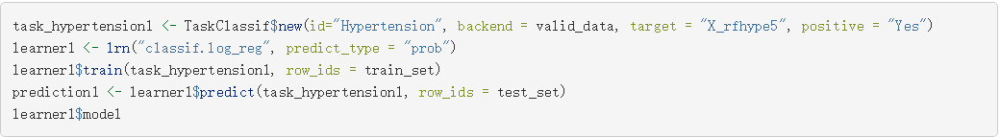 task_hypertension1 <- TaskClassif$new(id="Hypertension", backend = valid_data, target = "X_rfhype5", positive = "Yes")
learner1 <- lrn("classif.log_reg", predict_type = "prob")
learner1$train(task_hypertension1, row_ids = train_set)
prediction1 <- learner1$predict(task_hypertension1, row_ids = test_set)
learner1$model